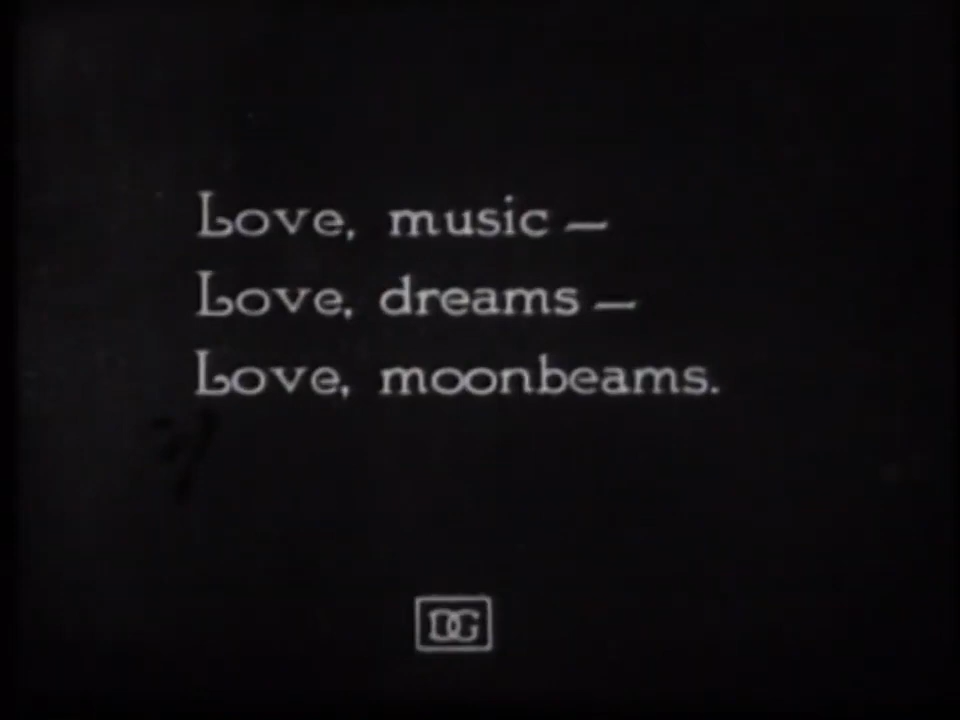 Love, music —
Love, dreams —
Love, moonbeams.
DG